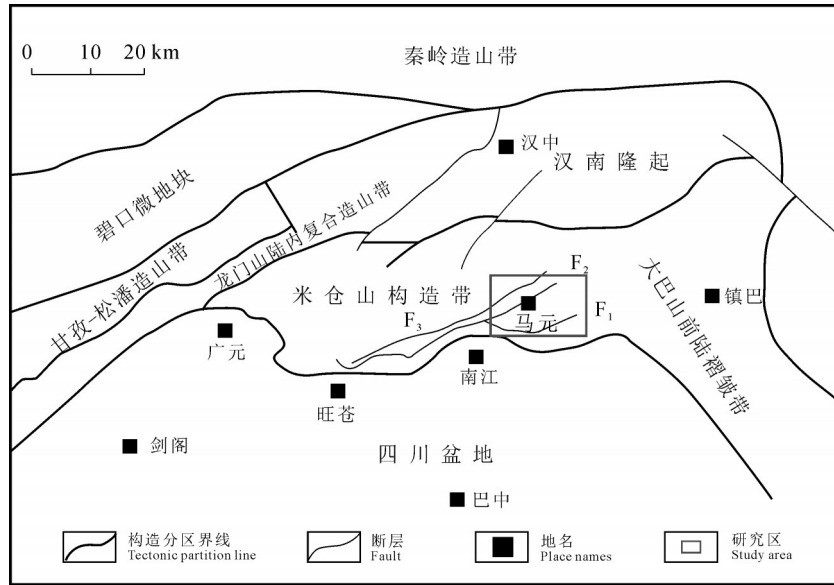 0 10 20 km
秦岭造山带
汉中
汉南隆起
碧口微地块
龙门山陆内复合造山带
甘孜-松潘造山带
米仓山构造带
F2
F1
F3
马元
大巴山前陆褶皱带
镇巴
广元
南江
旺苍
剑阁
四川盆地
巴中
构造分区界线
Tectonic partition line
断层
Fault
地名
Place names
研究区
Study area